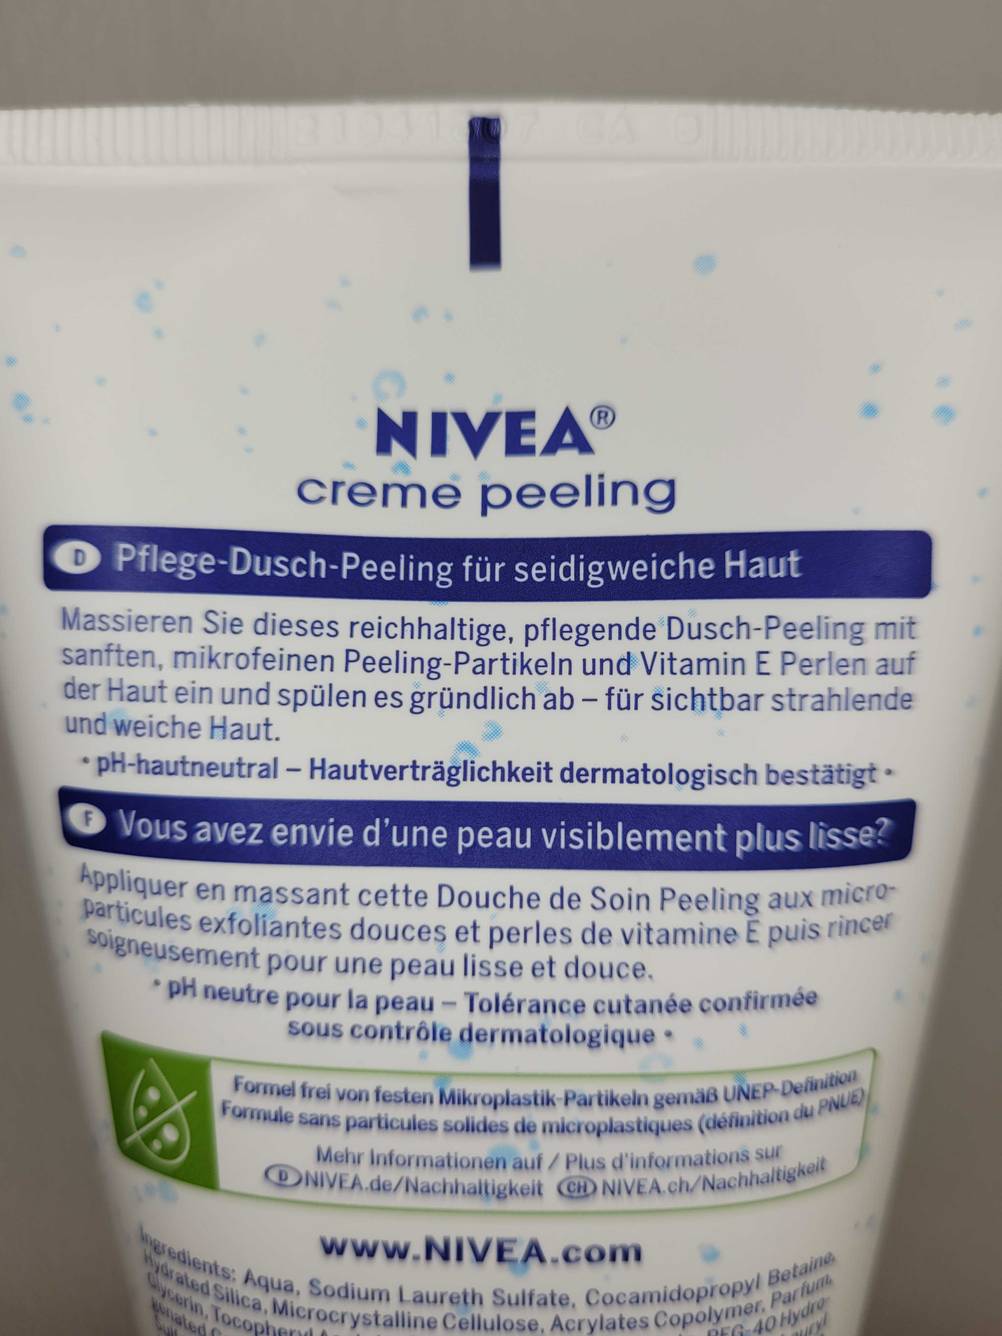 NIVEA®
creme peeling
D Pflege-Dusch-Peeling für seidigweiche Haut
Massieren Sie dieses reichhaltige, pflegende Dusch-Peeling mit
sanften, mikrofeinen Peeling-Partikeln und Vitamin E Perlen auf
der Haut ein und spülen es gründlich ab – für sichtbar strahlende
und weiche Haut.
• pH-hautneutral – Hautverträglichkeit dermatologisch bestätigt •
F Vous avez envie d'une peau visiblement plus lisse?
Appliquer en massant cette Douche de Soin Peeling aux micro-
particules exfoliantes douces et perles de vitamine E puis rincer
soigneusement pour une peau lisse et douce.
• pH neutre pour la peau – Tolérance cutanée confirmée
sous contrôle dermatologique •
Formel frei von festen Mikroplastik-Partikeln gemäß UNEP-Definition
Formule sans particules solides de microplastiques (définition du PNUE)
Mehr Informationen auf / Plus d'informations sur
D NIVEA.de/Nachhaltigkeit CH NIVEA.ch/Nachhaltigkeit
www.NIVEA.com
Ingredients: Aqua, Sodium Laureth Sulfate, Cocamidopropyl Betaine,
Hydrated Silica, Microcrystalline Cellulose, Acrylates Copolymer, Parfum,
Glycerin, PEG-40 Hydro-